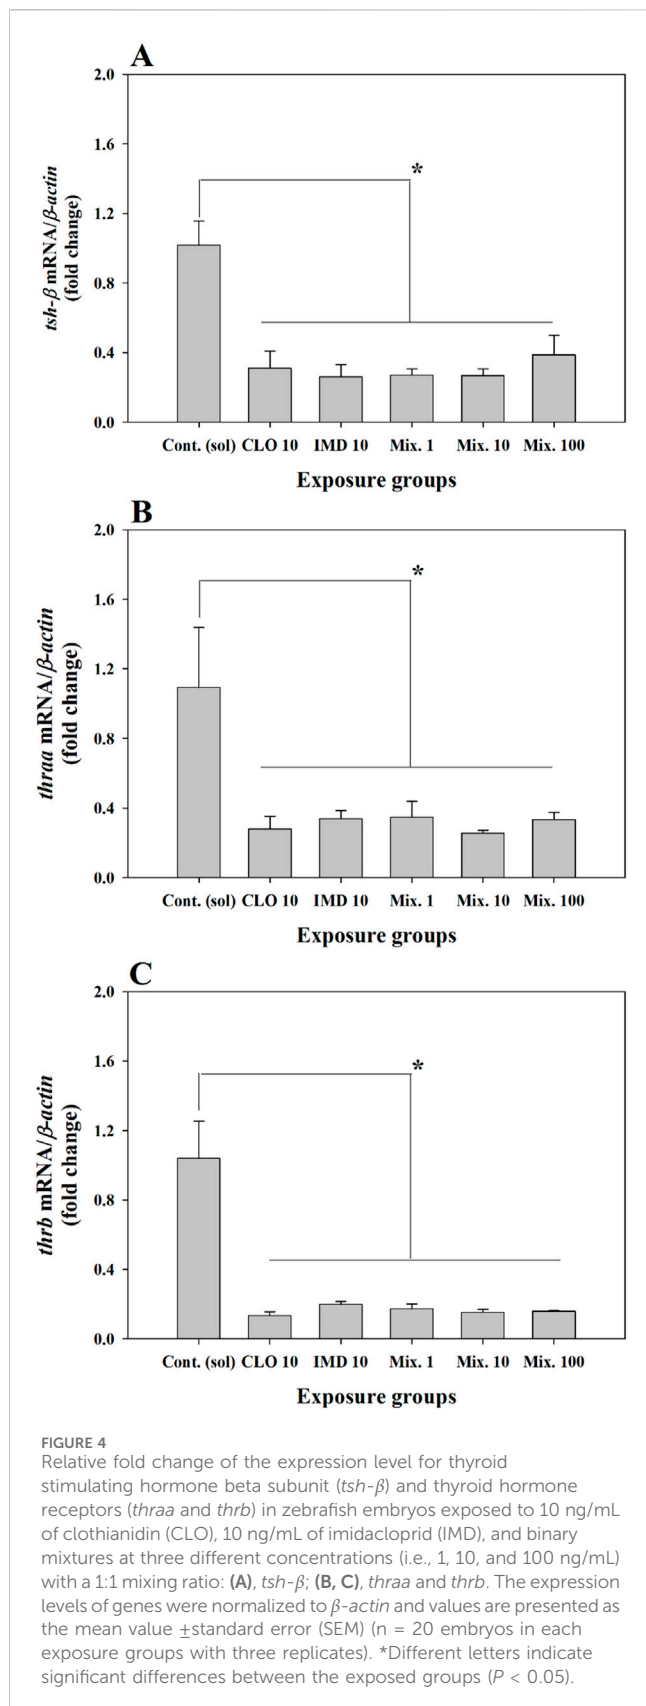 A
2.0
1.6
1.2
0.8
0.4
0.0
tsh-β mRNA/β-actin
(fold change)
*
Cont. (sol) CLO 10 IMD 10 Mix. 1 Mix. 10 Mix. 100
Exposure groups
B
2.0
1.6
1.2
0.8
0.4
0.0
thraa mRNA/β-actin
(fold change)
*
Cont. (sol) CLO 10 IMD 10 Mix. 1 Mix. 10 Mix. 100
Exposure groups
C
2.0
1.6
1.2
0.8
0.4
0.0
thrb mRNA/β-actin
(fold change)
*
Cont. (sol) CLO 10 IMD 10 Mix. 1 Mix. 10 Mix. 100
Exposure groups
FIGURE 4
Relative fold change of the expression level for thyroid
stimulating hormone beta subunit (tsh-β) and thyroid hormone
receptors (thraa and thrb) in zebrafish embryos exposed to 10 ng/mL
of clothianidin (CLO), 10 ng/mL of imidacloprid (IMD), and binary
mixtures at three different concentrations (i.e., 1, 10, and 100 ng/mL)
with a 1:1 mixing ratio: (A), tsh-β; (B, C), thraa and thrb. The expression
levels of genes were normalized to β-actin and values are presented as
the mean value ±standard error (SEM) (n = 20 embryos in each
exposure groups with three replicates). *Different letters indicate
significant differences between the exposed groups (P < 0.05).